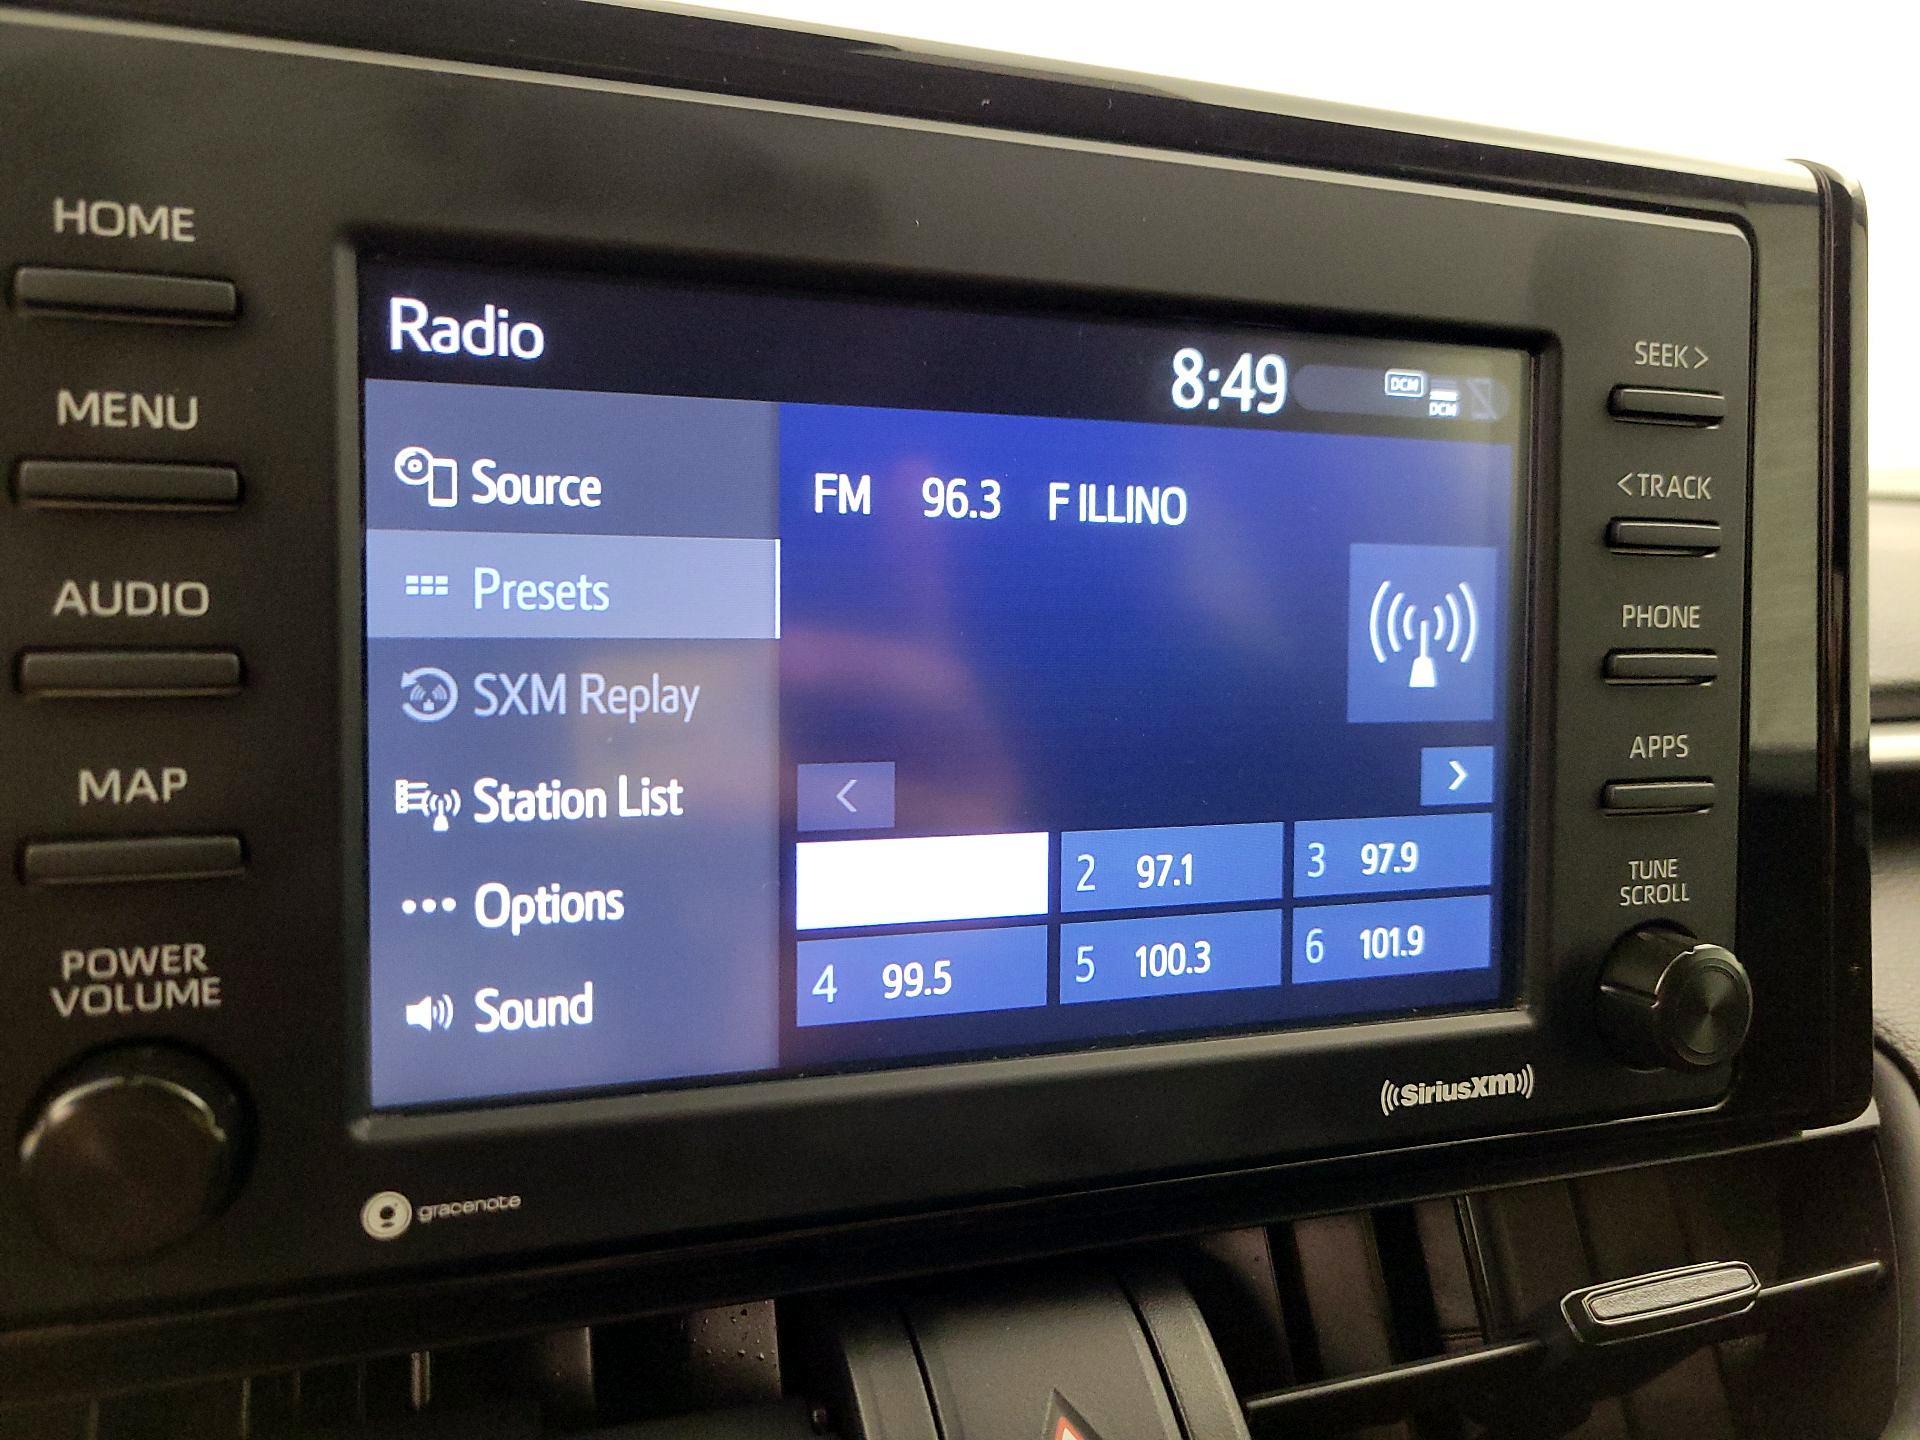 HOME
MENU
AUDIO
MAP
POWER
VOLUME
Radio
8:49
DCM
DCM
Source
Presets
SXM Replay
Station List
Options
Sound
FM 96.3 F ILLINO
<
>
2 97.1
3 97.9
4 99.5
5 100.3
6 101.9
SEEK >
< TRACK
PHONE
APPS
TUNE
SCROLL
((SiriusXM))
gracenote